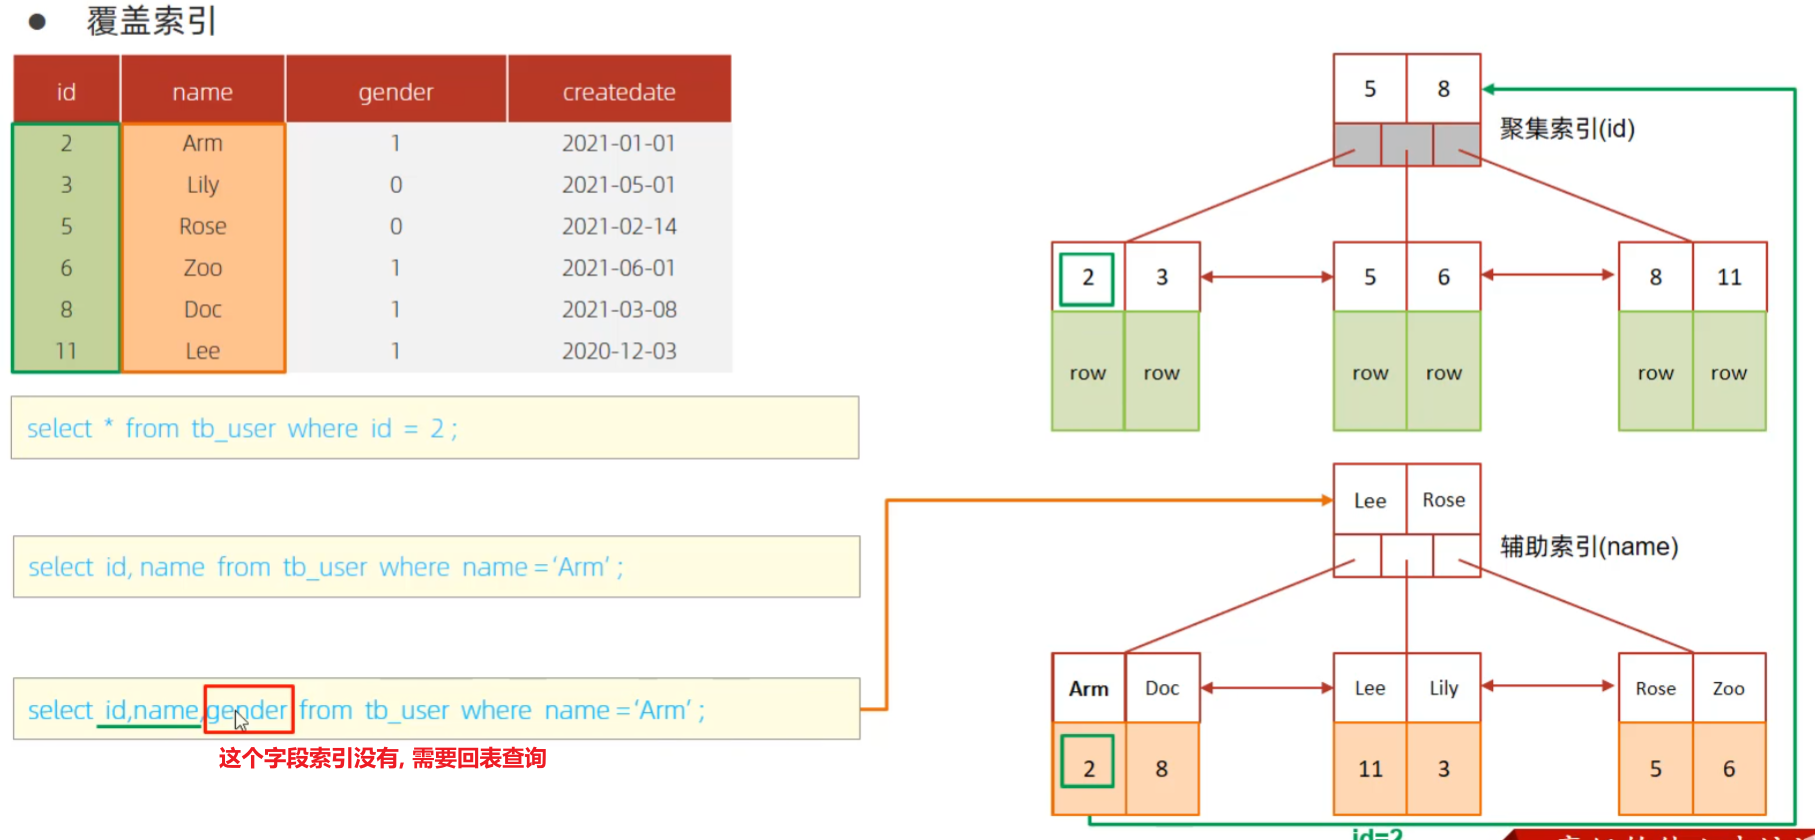 ● 覆盖索引
id name gender createdate
2 Arm 1 2021-01-01
3 Lily 0 2021-05-01
5 Rose 0 2021-02-14
6 Zoo 1 2021-06-01
8 Doc 1 2021-03-08
11 Lee 1 2020-12-03
select * from tb_user where id = 2 ;
select id, name from tb_user where name = ‘Arm’ ;
select id,name,gender from tb_user where name = ‘Arm’ ;
这个字段索引没有, 需要回表查询
5 8
聚集索引(id)
2 3 5 6 8 11
row row row row row row
Lee Rose
辅助索引(name)
Arm Doc Lee Lily Rose Zoo
2 8 11 3 5 6
id=2